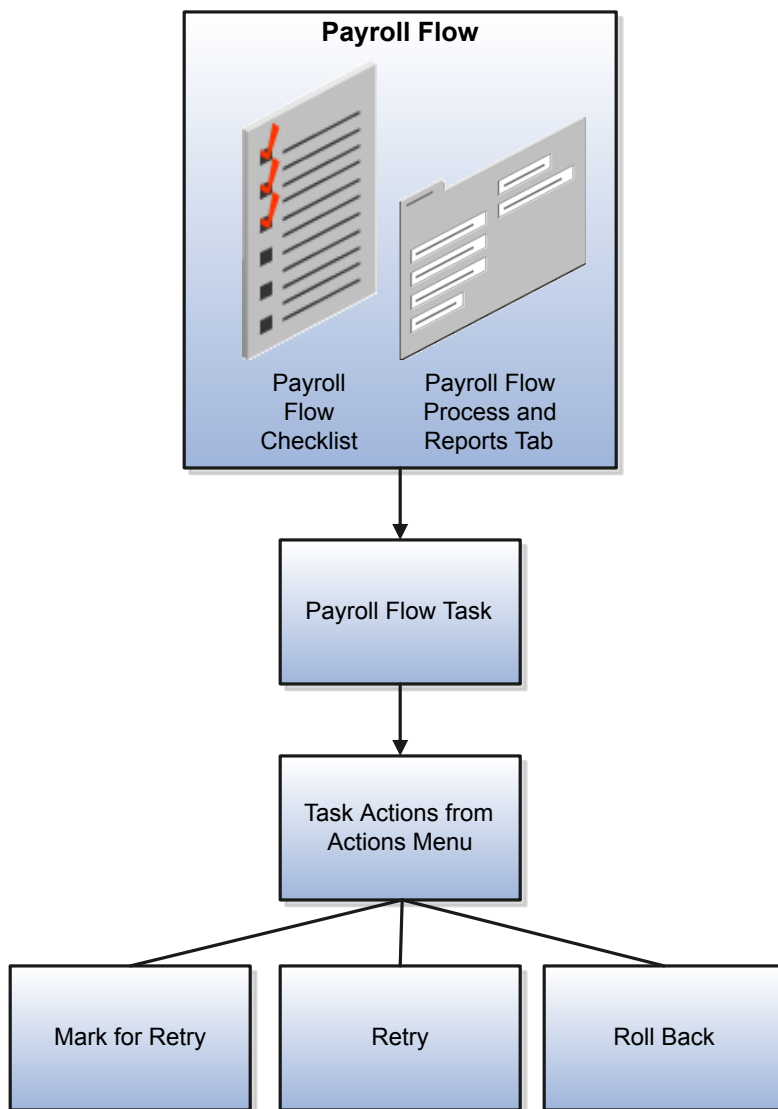 Payroll Flow
Payroll
Flow
Checklist
Payroll Flow
Process and
Reports Tab
Payroll Flow Task
Task Actions from
Actions Menu
Mark for Retry
Retry
Roll Back